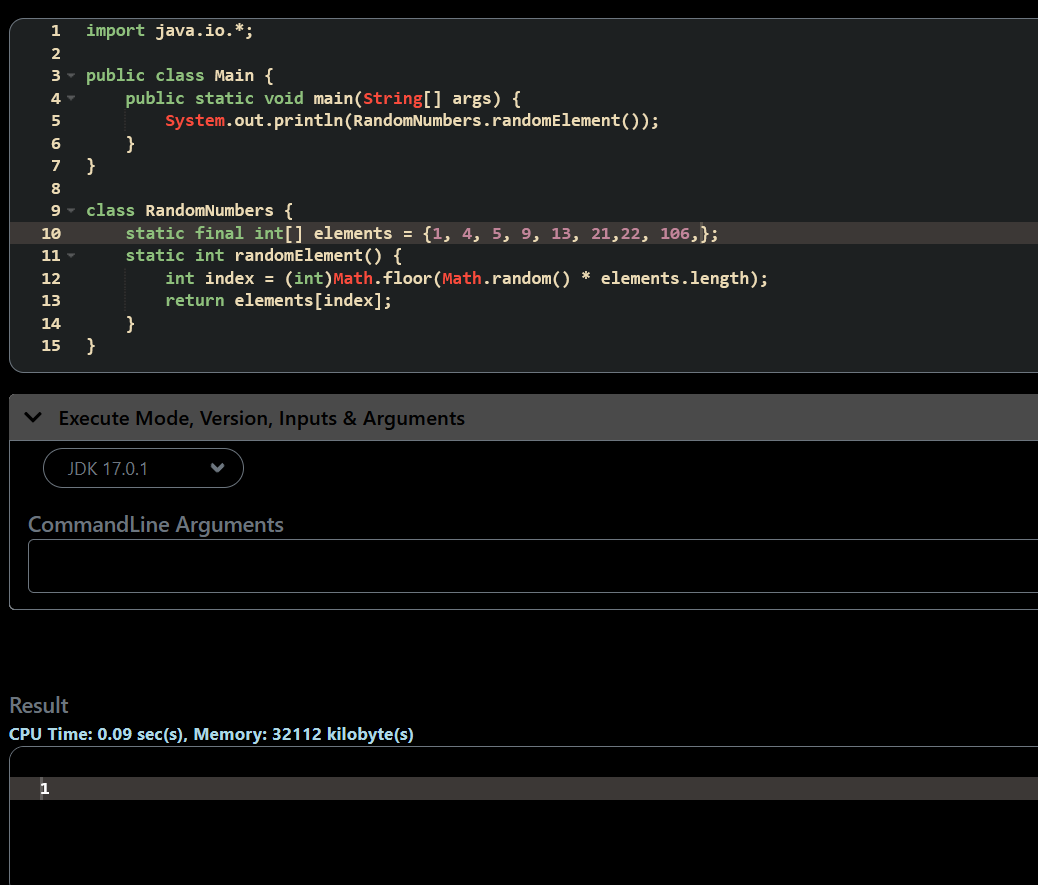 1 import java.io.*;
2
3 public class Main {
4     public static void main(String[] args) {
5         System.out.println(RandomNumbers.randomElement());
6     }
7 }
8
9 class RandomNumbers {
10     static final int[] elements = {1, 4, 5, 9, 13, 21,22, 106,};
11     static int randomElement() {
12         int index = (int)Math.floor(Math.random() * elements.length);
13         return elements[index];
14     }
15 }
Execute Mode, Version, Inputs & Arguments
JDK 17.0.1
CommandLine Arguments
Result
CPU Time: 0.09 sec(s), Memory: 32112 kilobyte(s)
1